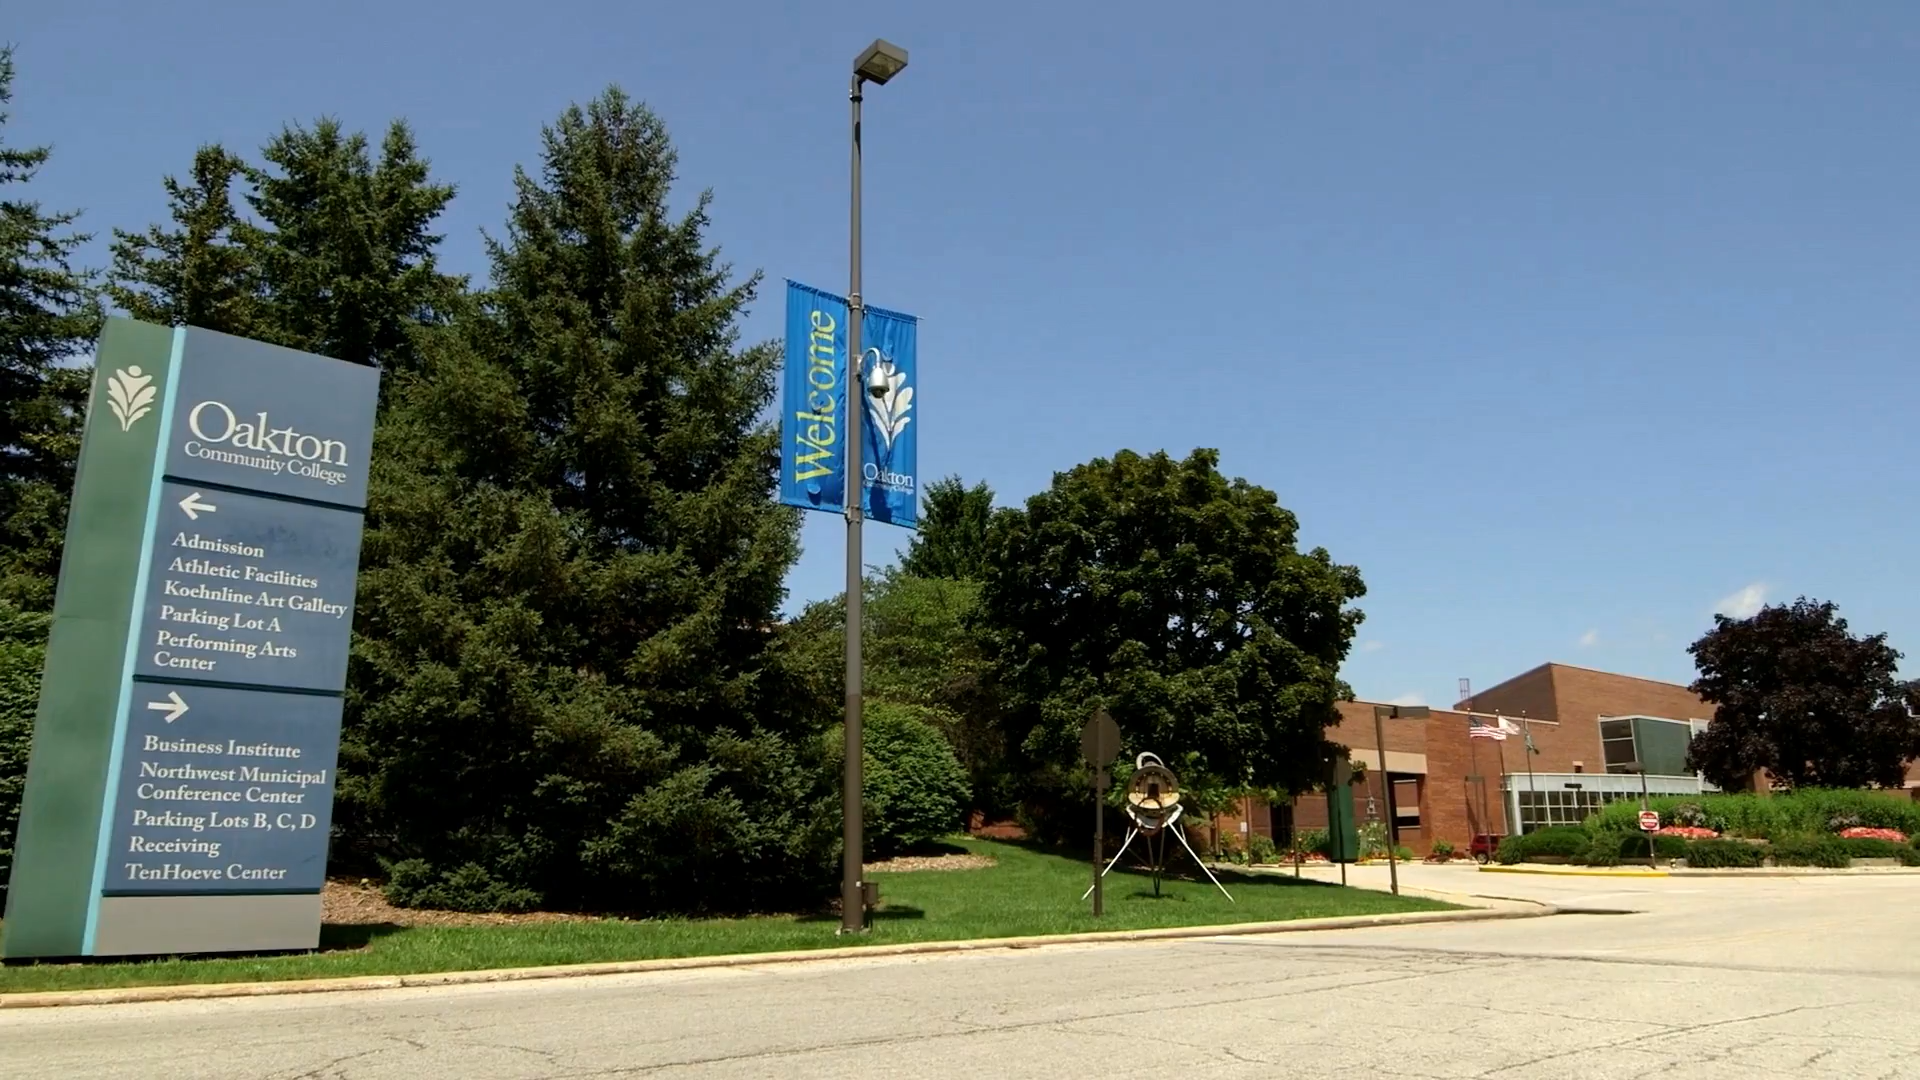 Oakton
Community College
Admission
Athletic Facilities
Koehnline Art Gallery
Parking Lot A
Performing Arts
Center
Business Institute
Northwest Municipal
Conference Center
Parking Lots B, C, D
Receiving
TenHoeve Center
Welcome
Oakton
Community College